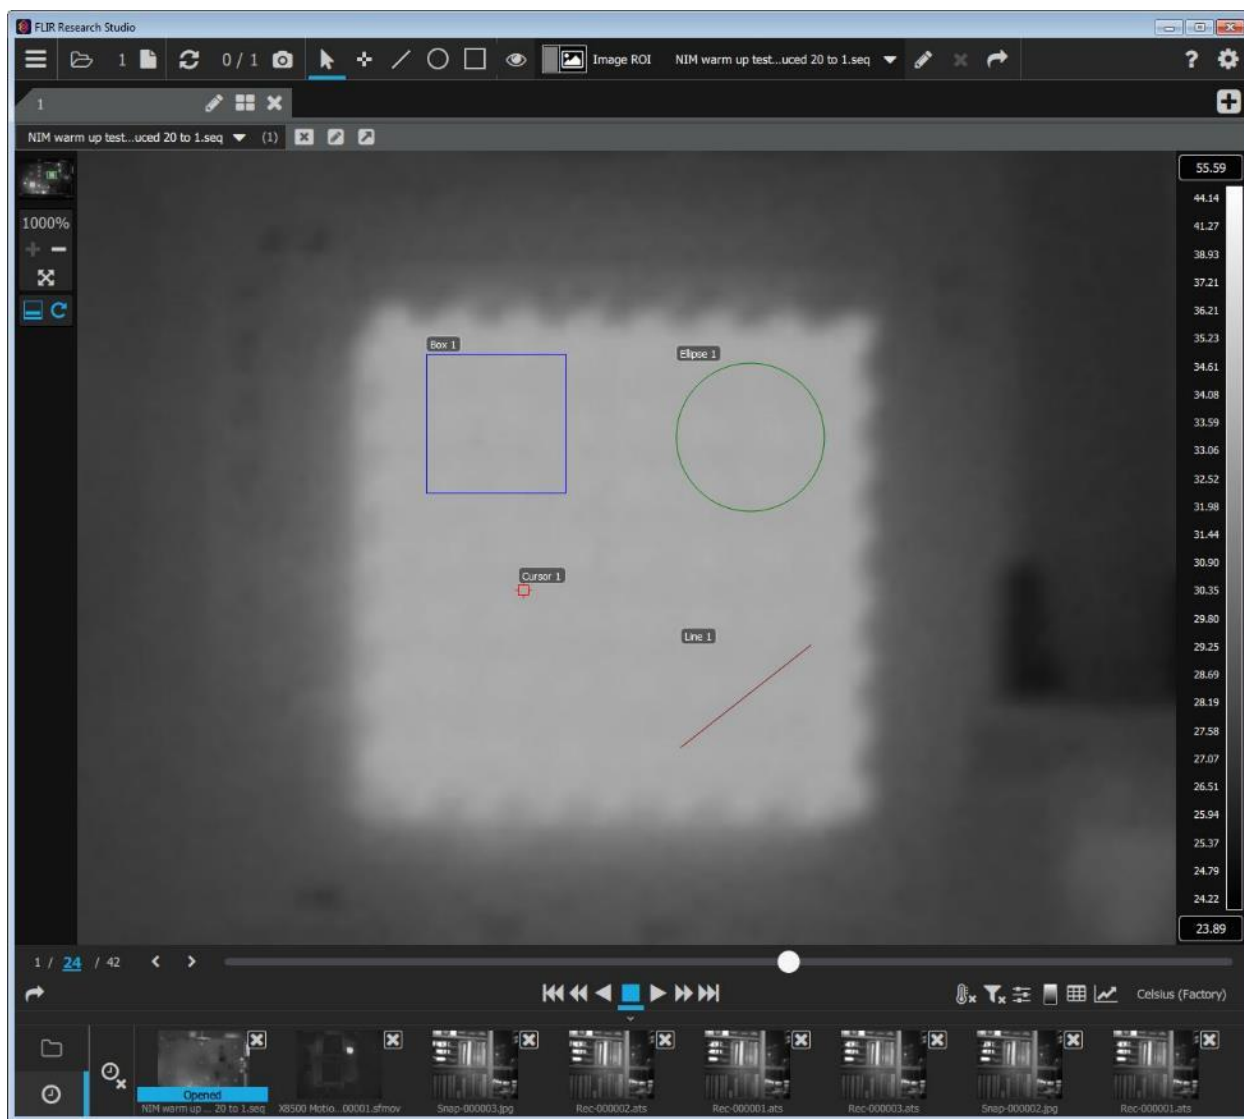 FLIR Research Studio
1 0 / 1 Image ROI NIM warm up test...uced 20 to 1.seq
?
1
NIM warm up test...uced 20 to 1.seq (1)
1000%
Box 1
Ellipse 1
Cursor 1
Line 1
55.59
44.14
41.27
38.93
37.21
36.21
35.23
34.61
34.08
33.59
33.06
32.52
31.98
31.44
30.90
30.35
29.80
29.25
28.69
28.19
27.58
27.07
26.51
25.94
25.37
24.79
24.22
23.89
1 / 24 / 42
Celsius (Factory)
Opened
NIM warm up ... 20 to 1.seq X8500 Motio...00001.sfmov Snap-000003.jpg Rec-000002.ats Rec-000001.ats Rec-000003.ats Snap-000002.jpg Rec-000001.ats